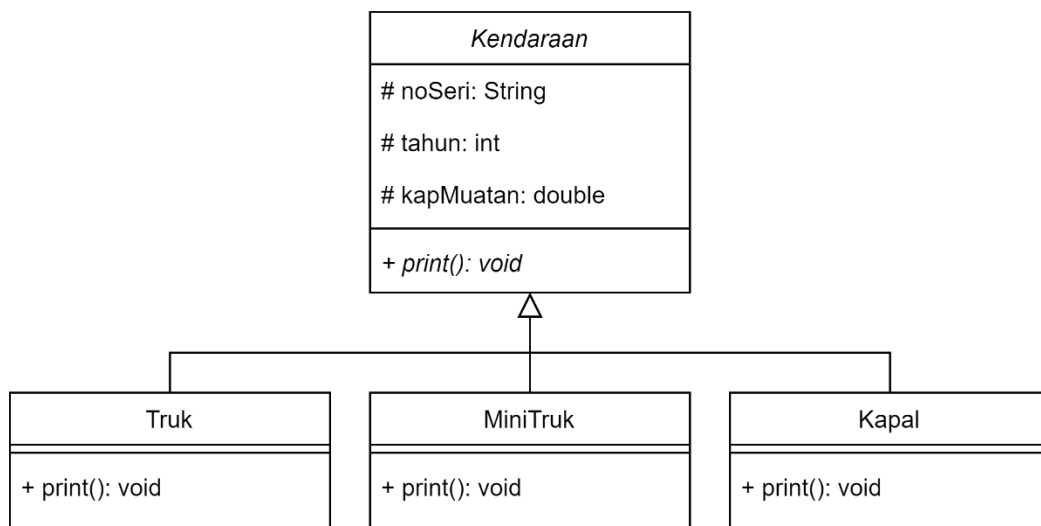 Kendaraan
# noSeri: String
# tahun: int
# kapMuatan: double
+ print(): void
Truk
+ print(): void
MiniTruk
+ print(): void
Kapal
+ print(): void